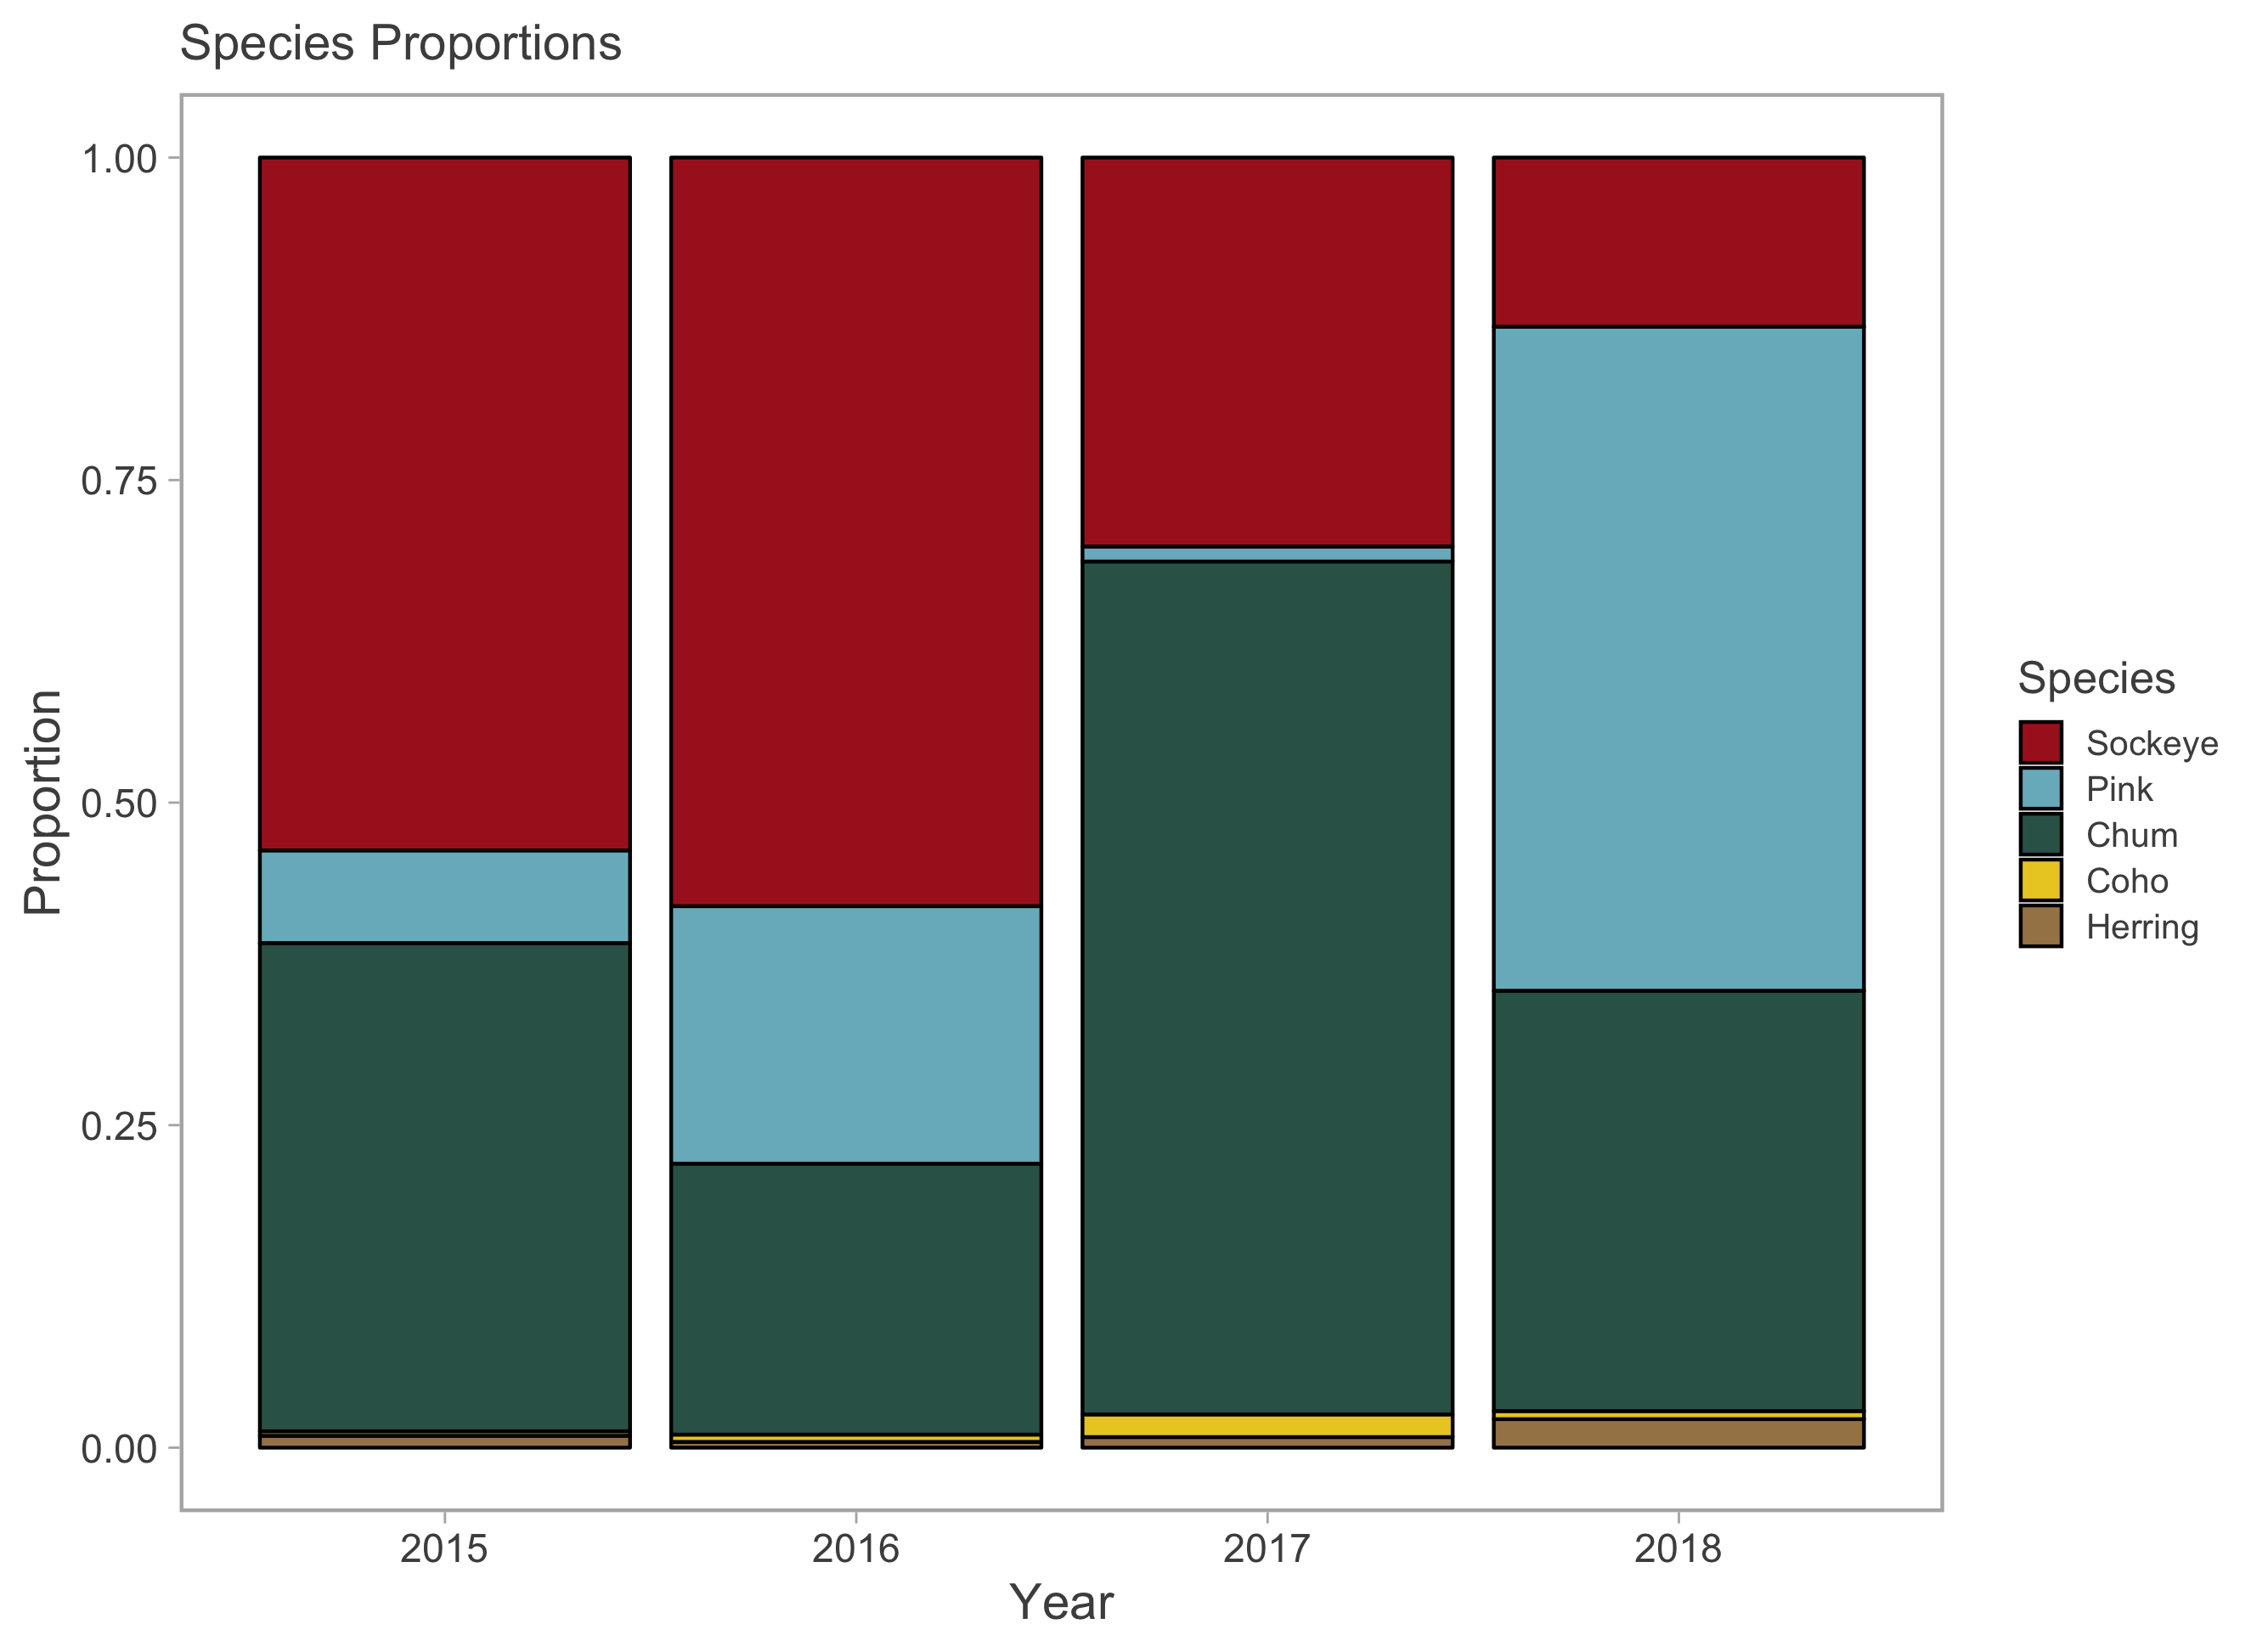 Species Proportions
Proportion
1.00
0.75
0.50
0.25
0.00
2015
2016
2017
2018
Year
Species
Sockeye
Pink
Chum
Coho
Herring